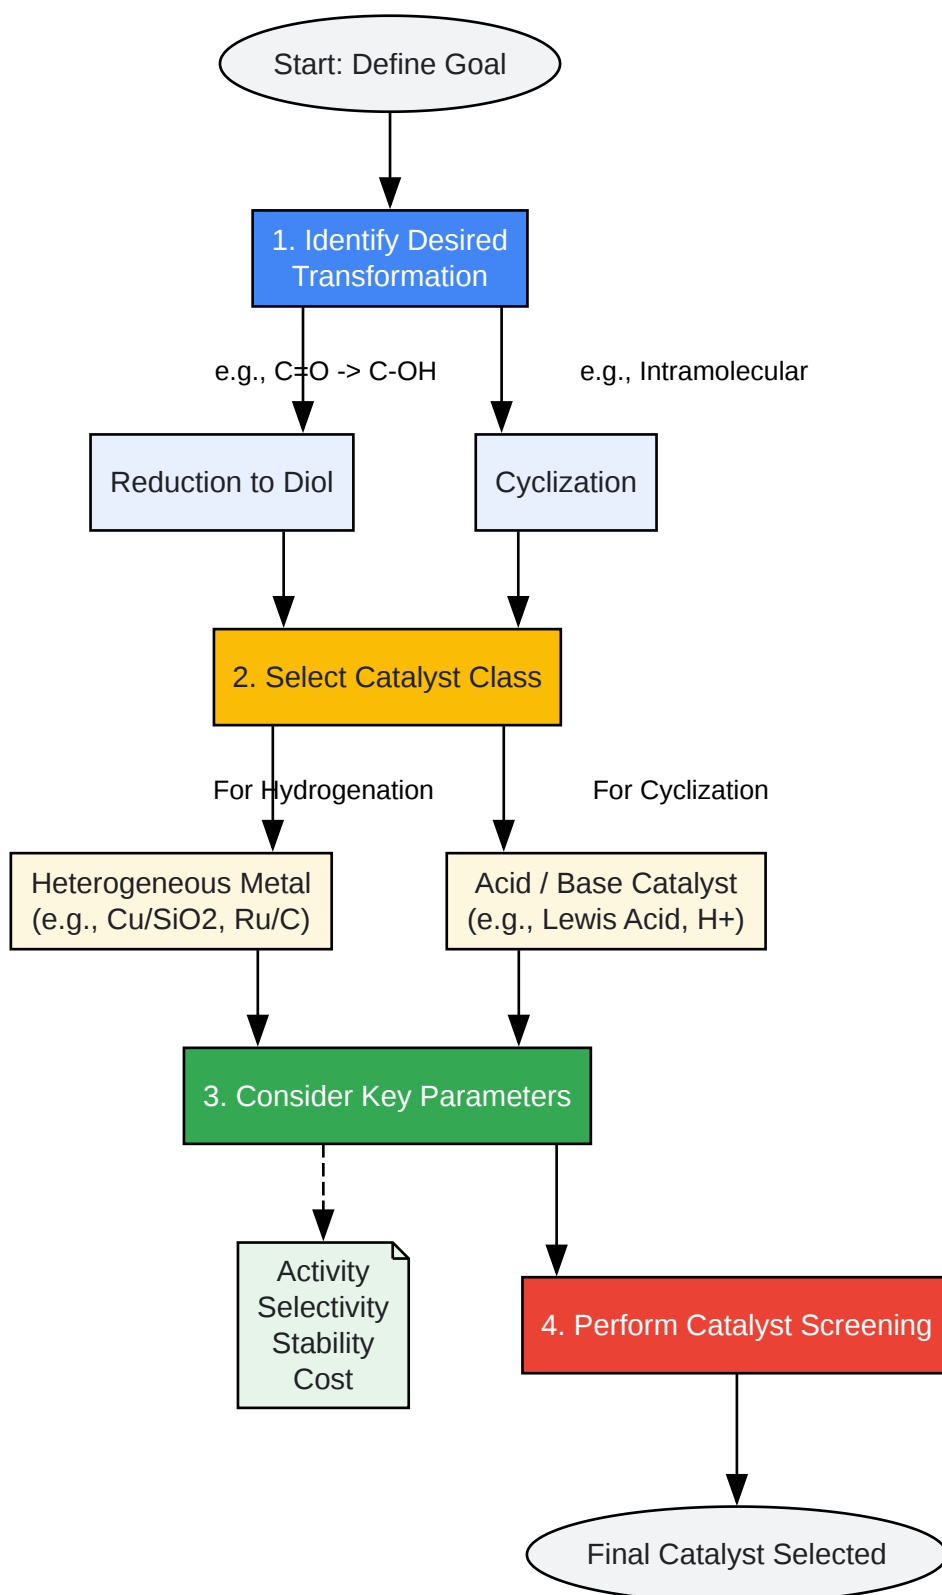 Start: Define Goal
1. Identify Desired
Transformation
e.g., C=O -> C-OH
e.g., Intramolecular
Reduction to Diol
Cyclization
2. Select Catalyst Class
For Hydrogenation
For Cyclization
Heterogeneous Metal
(e.g., Cu/SiO2, Ru/C)
Acid / Base Catalyst
(e.g., Lewis Acid, H+)
3. Consider Key Parameters
Activity
Selectivity
Stability
Cost
4. Perform Catalyst Screening
Final Catalyst Selected